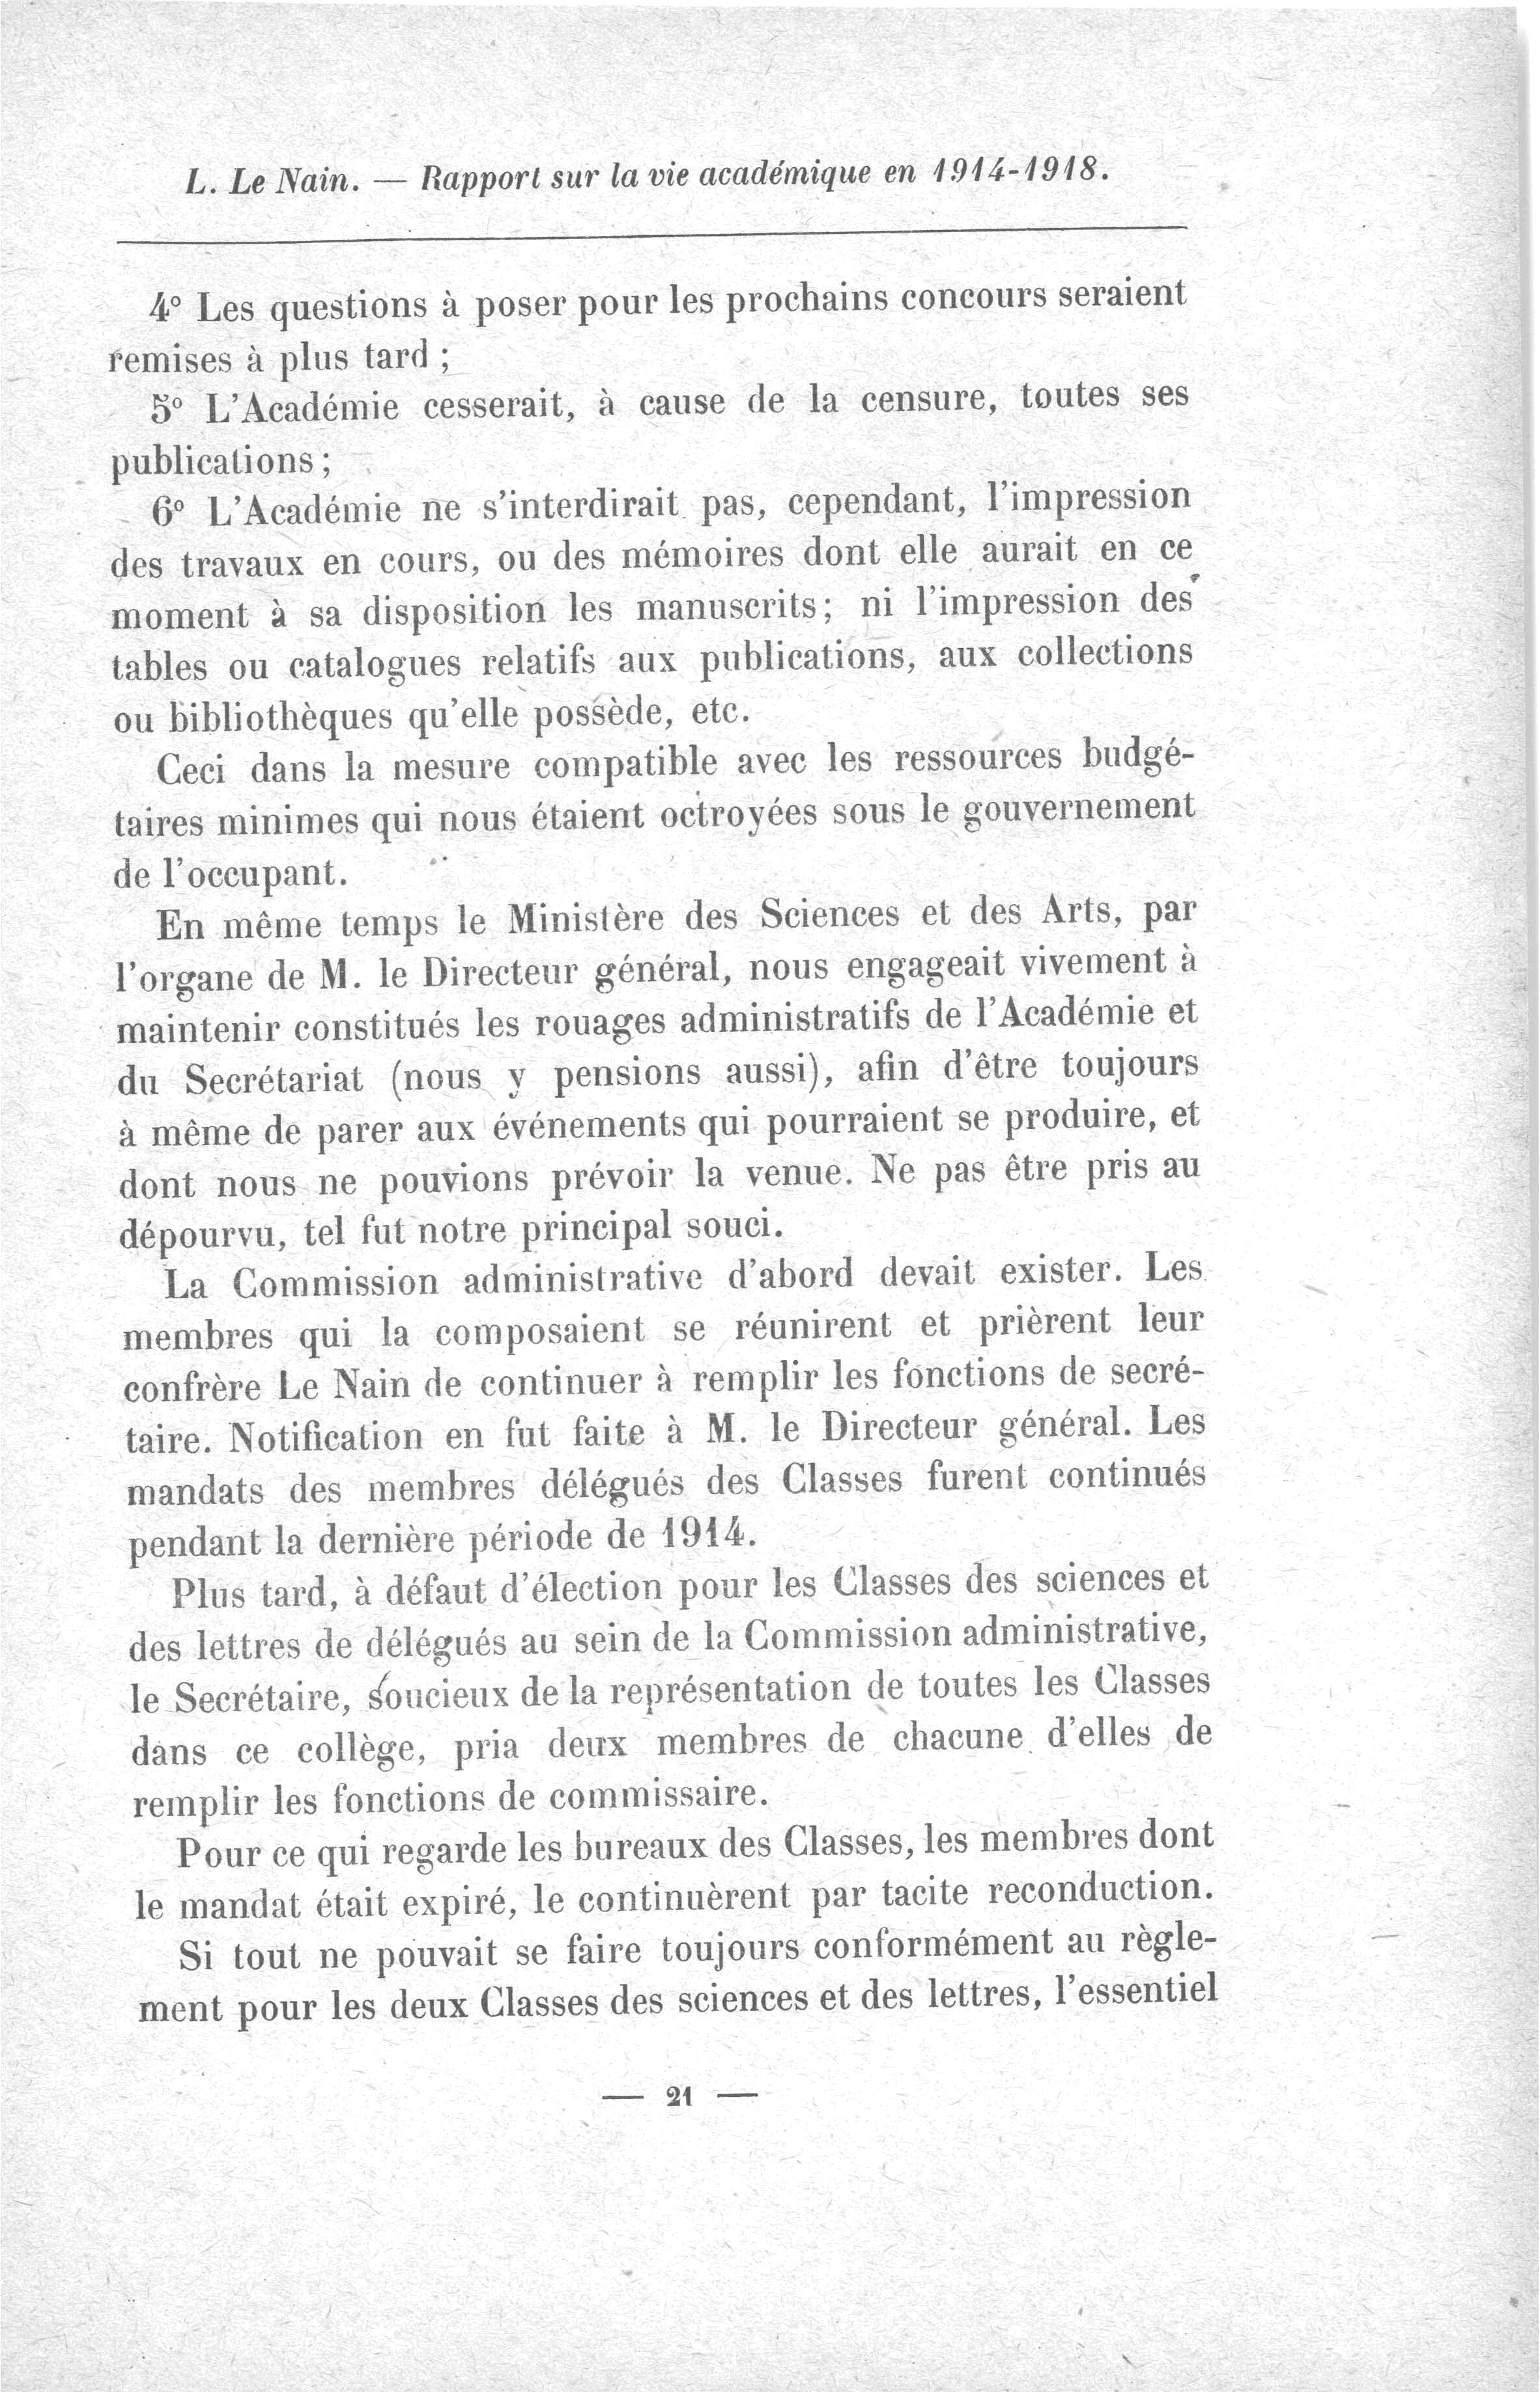 L. Le Nain. — Rapport sur la vie académique en 1914-1918.
4° Les questions à poser pour les prochains concours seraient
remises à plus tard ;
5° L'Académie cesserait, à cause de la censure, toutes ses
publications ;
6° L'Académie ne s'interdirait pas, cependant, l'impression
des travaux en cours, ou des mémoires dont elle aurait en ce
moment à sa disposition les manuscrits ; ni l'impression des
tables ou catalogues relatifs aux publications, aux collections
ou bibliothèques qu'elle possède, etc.
Ceci dans la mesure compatible avec les ressources budgé-
taires minimes qui nous étaient octroyées sous le gouvernement
de l'occupant.
En même temps le Ministère des Sciences et des Arts, par
l'organe de M. le Directeur général, nous engageait vivement à
maintenir constitués les rouages administratifs de l'Académie et
du Secrétariat (nous y pensions aussi), afin d'être toujours
à même de parer aux événements qui pourraient se produire, et
dont nous ne pouvions prévoir la venue. Ne pas être pris au
dépourvu, tel fut notre principal souci.
La Commission administrative d'abord devait exister. Les
membres qui la composaient se réunirent et prièrent leur
confrère Le Nain de continuer à remplir les fonctions de secré-
taire. Notification en fut faite à M. le Directeur général. Les
mandats des membres délégués des Classes furent continués
pendant la dernière période de 1914.
Plus tard, à défaut d'élection pour les Classes des sciences et
des lettres de délégués au sein de la Commission administrative,
le Secrétaire, soucieux de la représentation de toutes les Classes
dans ce collège, pria deux membres de chacune d'elles de
remplir les fonctions de commissaire.
Pour ce qui regarde les bureaux des Classes, les membres dont
le mandat était expiré, le continuèrent par tacite reconduction.
Si tout ne pouvait se faire toujours conformément au règle-
ment pour les deux Classes des sciences et des lettres, l'essentiel
— 21 —